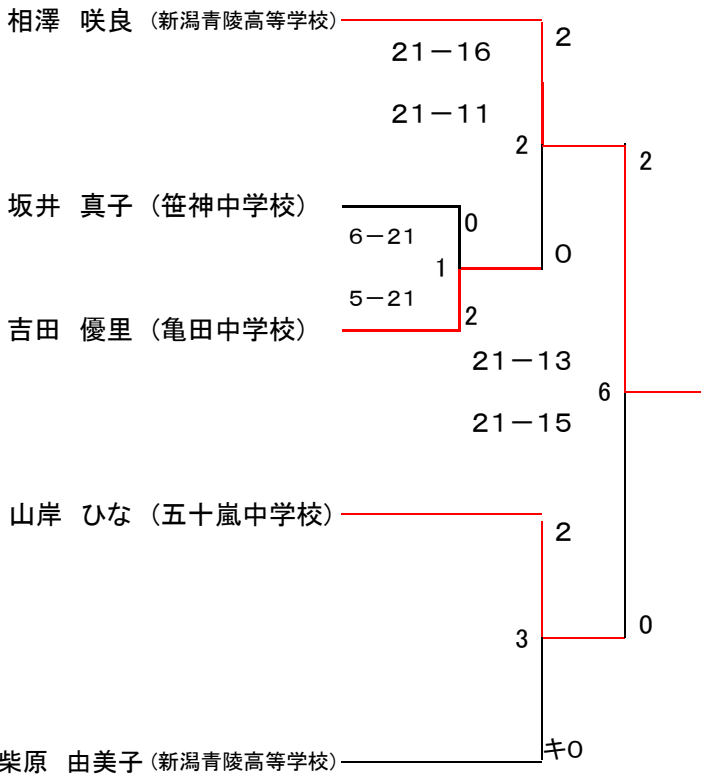 相澤　咲良（新潟青陵高等学校）
2
21－16
21－11
2
2
坂井　真子（笹神中学校）
0
6－21
1
0
5－21
2
吉田　優里（亀田中学校）
21－13
6
21－15
山岸　ひな（五十嵐中学校）
2
3
0
キ0
柴原　由美子（新潟青陵高等学校）